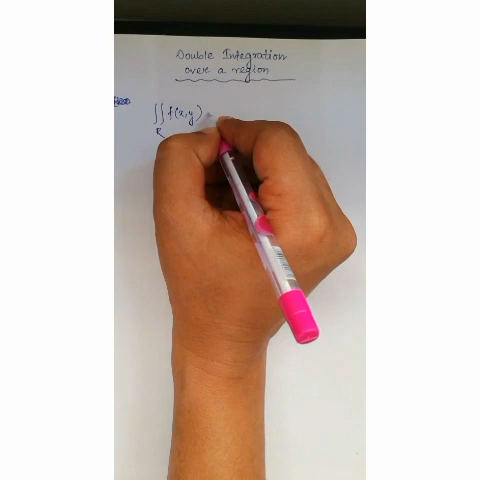 Double Integration
over a region
∬ f(x,y)
R